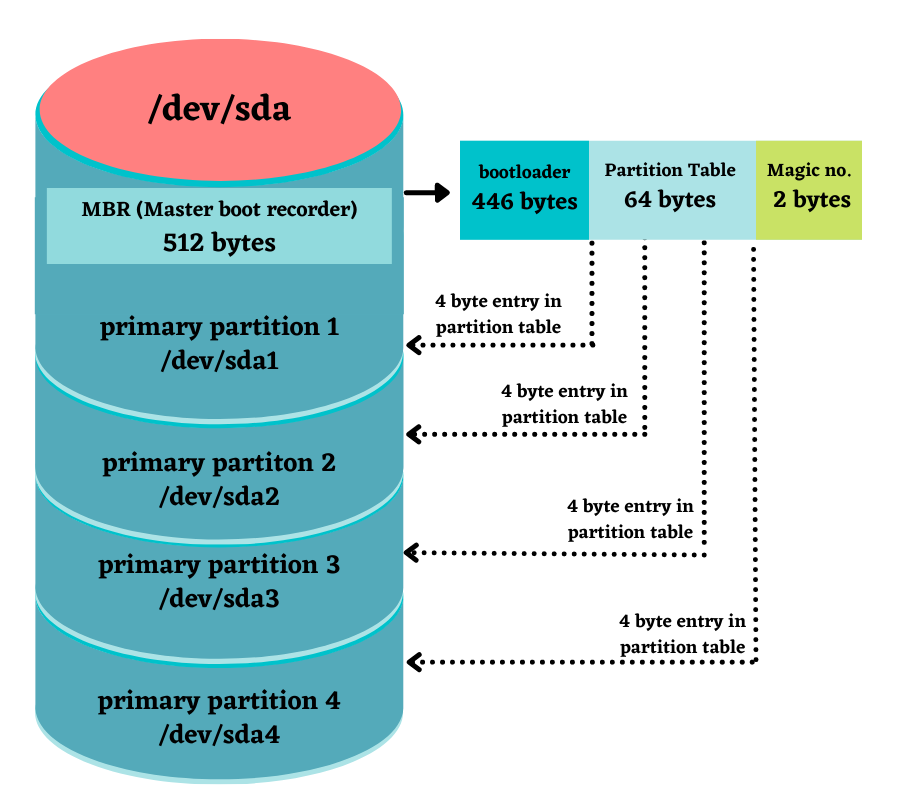 /dev/sda
MBR (Master boot recorder)
512 bytes
bootloader
446 bytes
Partition Table
64 bytes
Magic no.
2 bytes
4 byte entry in
partition table
primary partition 1
/dev/sda1
4 byte entry in
partition table
primary partiton 2
/dev/sda2
4 byte entry in
partition table
primary partition 3
/dev/sda3
4 byte entry in
partition table
primary partition 4
/dev/sda4